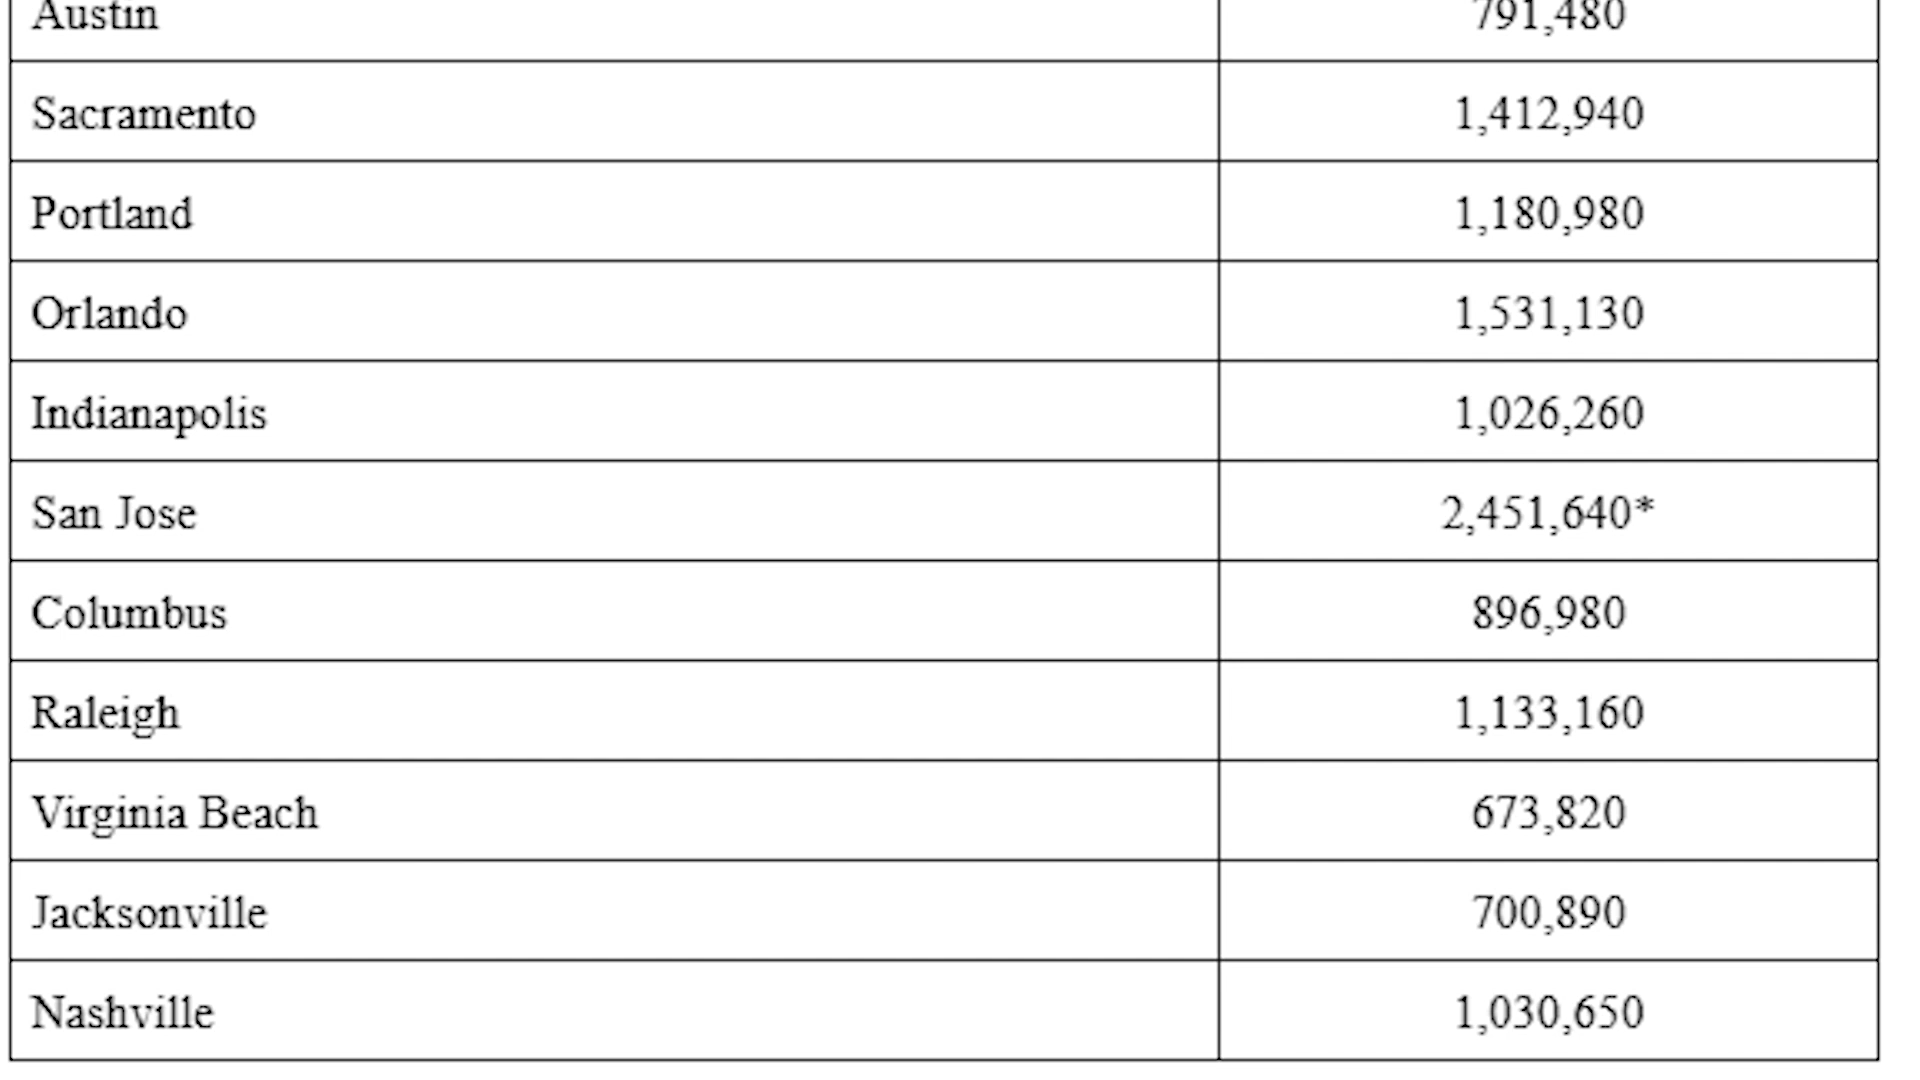 Austin 791,480
Sacramento 1,412,940
Portland 1,180,980
Orlando 1,531,130
Indianapolis 1,026,260
San Jose 2,451,640*
Columbus 896,980
Raleigh 1,133,160
Virginia Beach 673,820
Jacksonville 700,890
Nashville 1,030,650